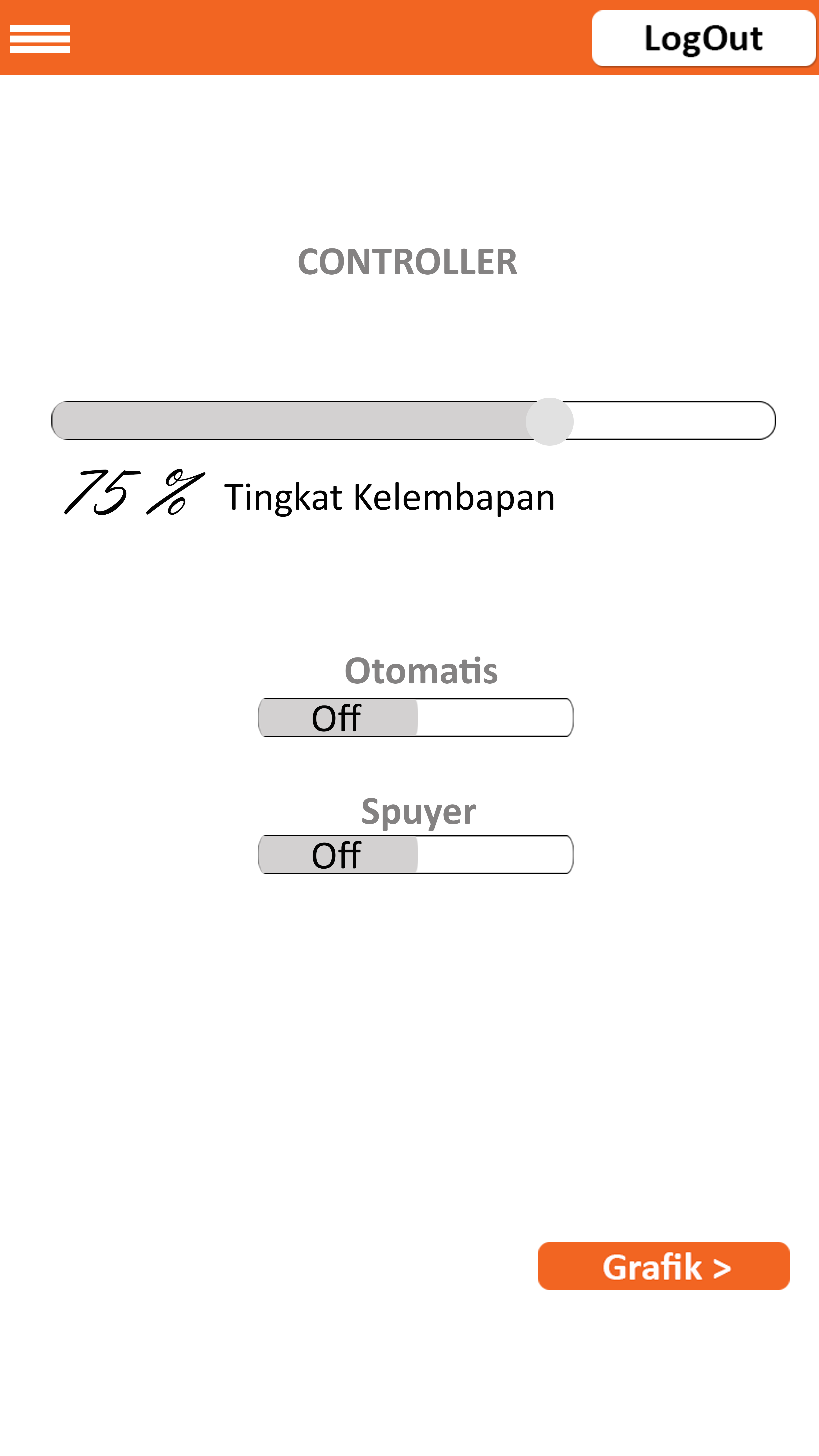 LogOut
CONTROLLER
75 % Tingkat Kelembapan
Otomatis
Off
Spuyer
Off
Grafik >